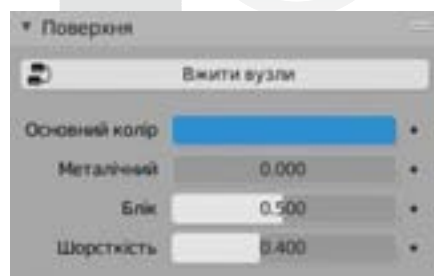 Поверхня
Вжити вузли
Основний колір
Металічний 0.000
Блік 0.500
Шорсткість 0.400